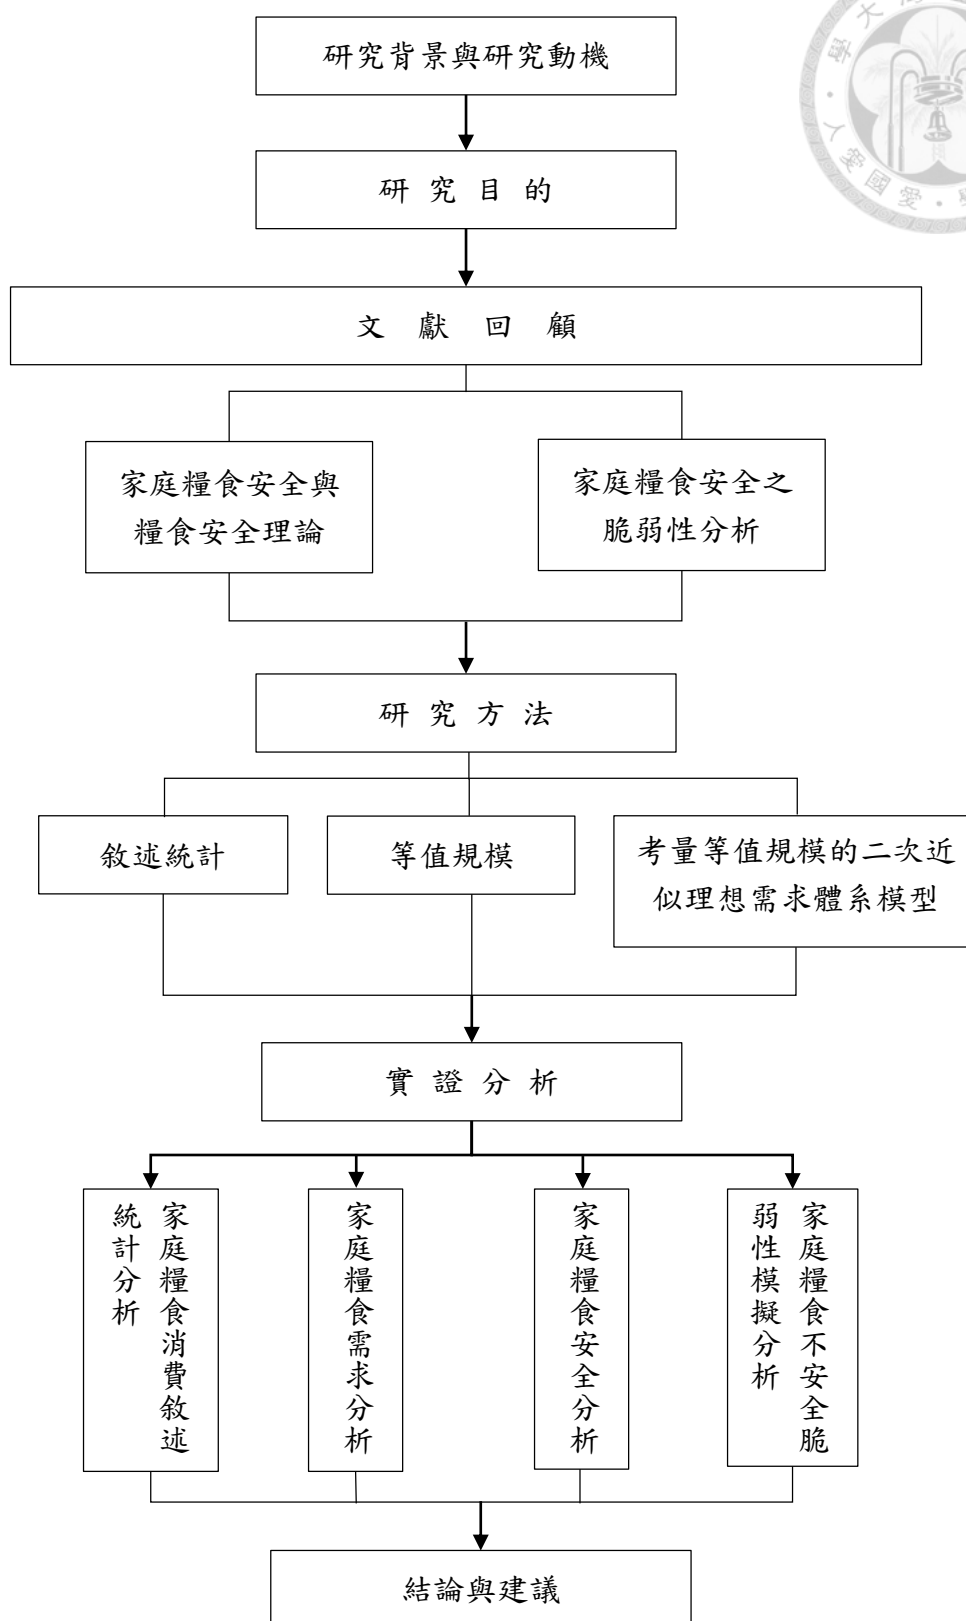 研究背景與研究動機
研究目的
文獻回顧
家庭糧食安全與
糧食安全理論
家庭糧食安全之
脆弱性分析
研究方法
敘述統計
等值規模
考量等值規模的二次近
似理想需求體系模型
實證分析
家庭糧食消費敘述
統計分析
家庭糧食需求分析
家庭糧食安全分析
家庭糧食不安全脆
弱性模擬分析
結論與建議